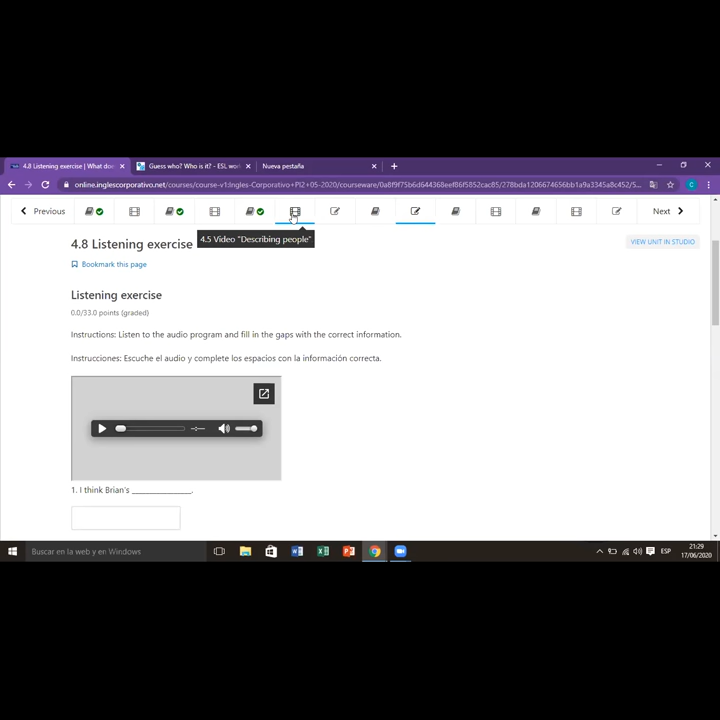 4.8 Listening exercise | What doe
Guess who? Who is it? - ESL wor
Nueva pestaña
online.inglescorporativo.net/courses/course-v1:Ingles-Corporativo+PI2+05-2020/courseware/
Previous
Next
4.5 Video "Describing people"
4.8 Listening exercise
VIEW UNIT IN STUDIO
Bookmark this page
Listening exercise
0.0/33.0 points (graded)
Instructions: Listen to the audio program and fill in the gaps with the correct information.
Instrucciones: Escuche el audio y complete los espacios con la información correcta.
-:--
1. I think Brian's ________________.
Buscar en la web y en Windows
ESP
21:29
17/06/2020